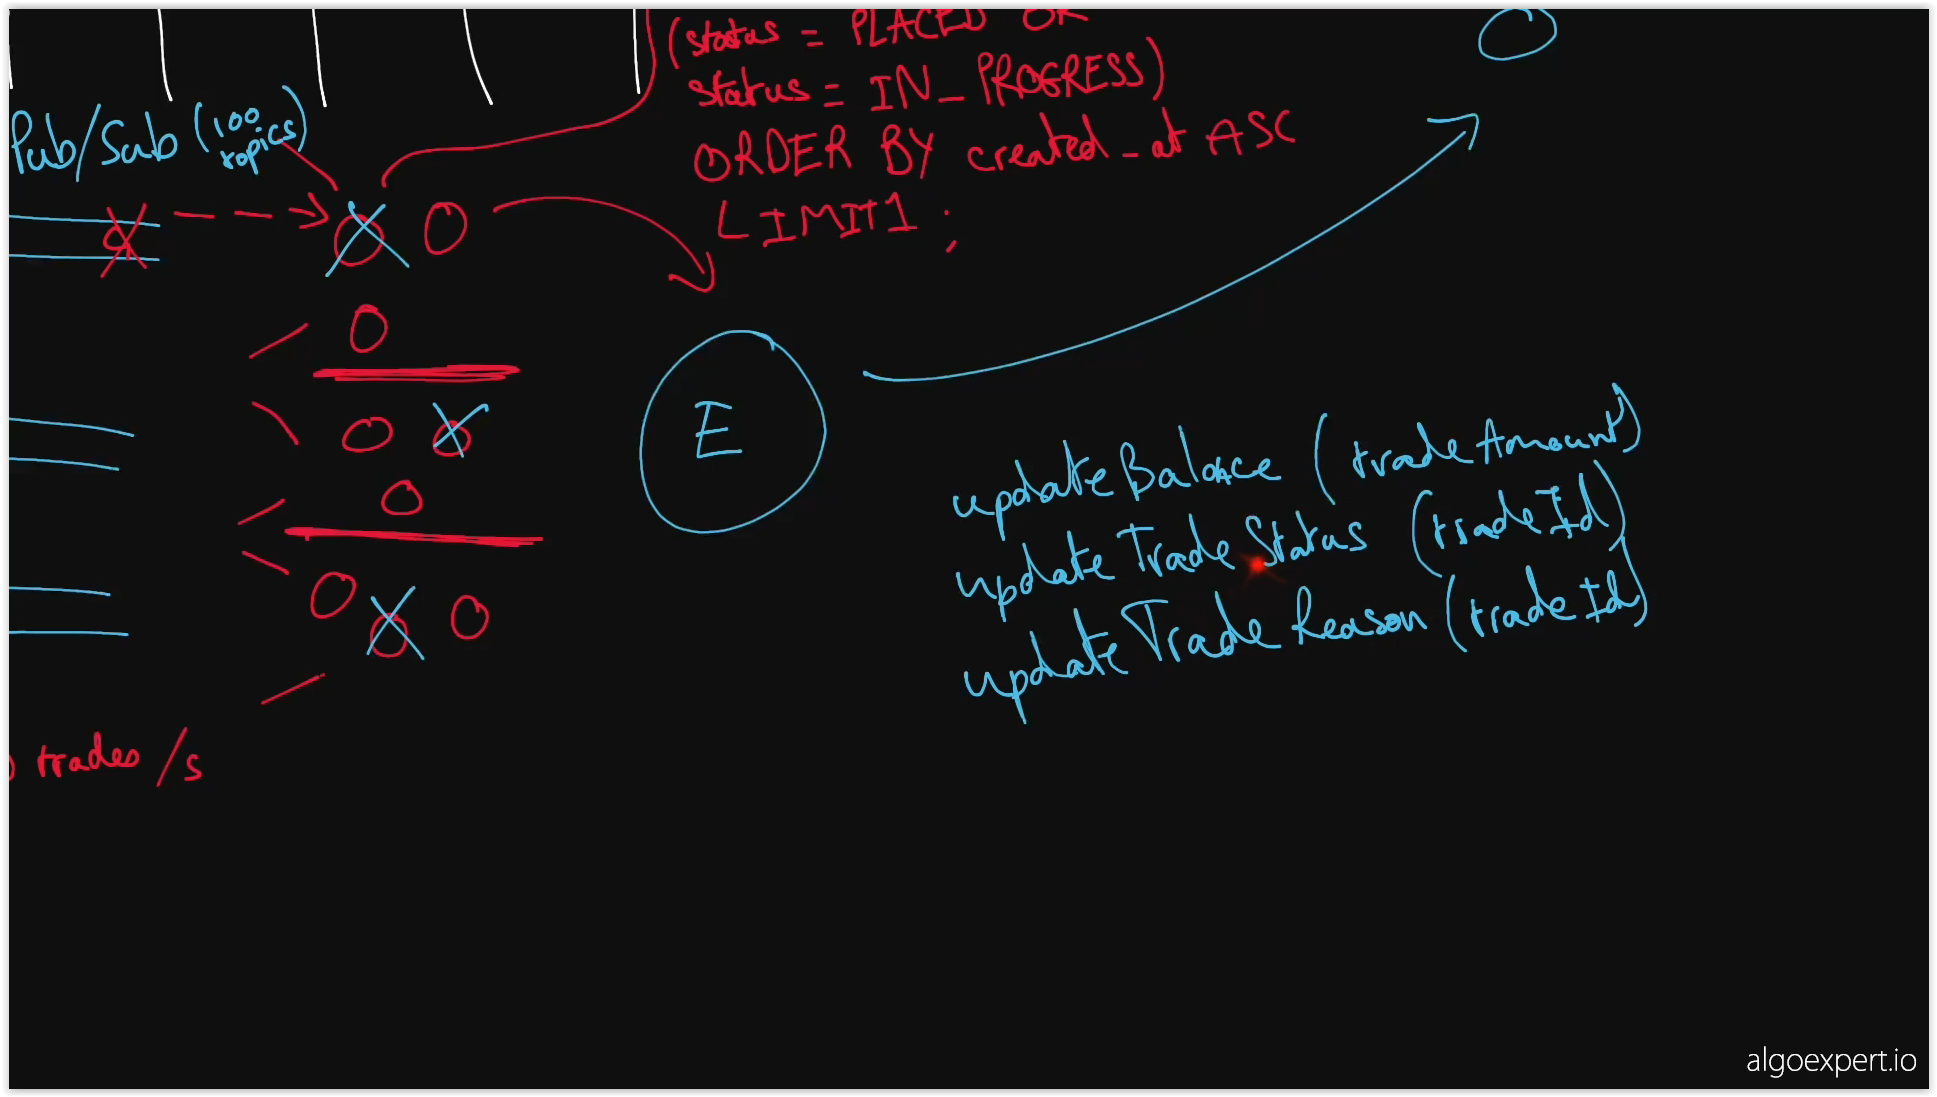 (status = PLACED OR
status = IN_PROGRESS)
ORDER BY created_at ASC
LIMIT 1;
Pub/Sub (100
topics)
E
updateBalance (tradeAmount)
updateTradeStatus (tradeId)
updateTradeReason (tradeId)
trades/s
algoexpert.io